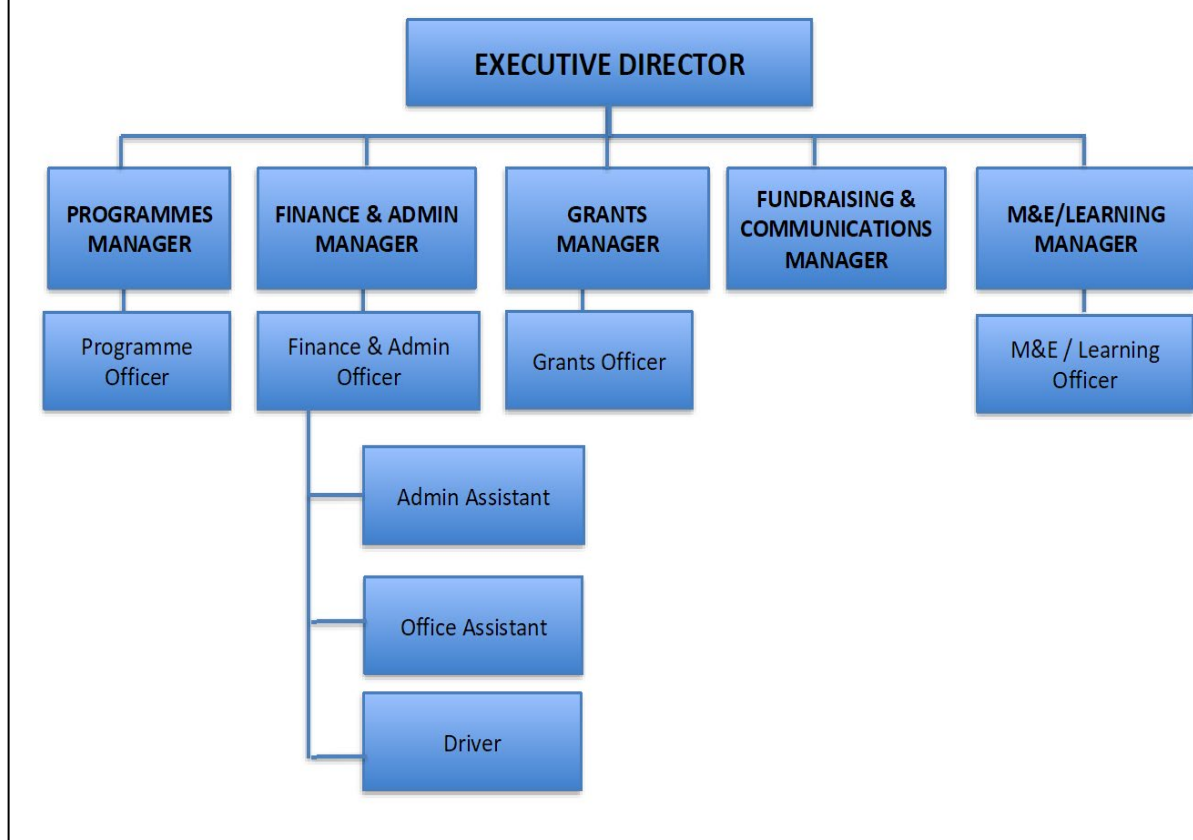 EXECUTIVE DIRECTOR
PROGRAMMES
MANAGER
FINANCE & ADMIN
MANAGER
GRANTS
MANAGER
FUNDRAISING &
COMMUNICATIONS
MANAGER
M&E/LEARNING
MANAGER
Programme
Officer
Finance & Admin
Officer
Grants Officer
M&E / Learning
Officer
Admin Assistant
Office Assistant
Driver